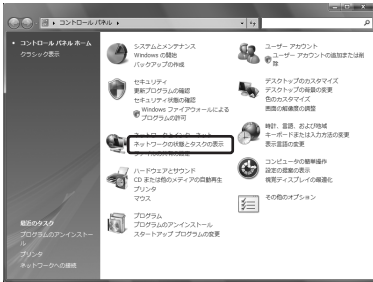 コントロール パネル
コントロール パネル ホーム
クラシック表示
システムとメンテナンス
Windows の開始
バックアップの作成
セキュリティ
更新プログラムの確認
セキュリティ状態の確認
Windows ファイアウォールによる
プログラムの許可
ネットワークの状態とタスクの表示
ハードウェアとサウンド
CD または他のメディアの自動再生
プリンタ
マウス
プログラム
プログラムのアンインストール
スタートアップ プログラムの変更
ユーザー アカウント
ユーザー アカウントの追加または削
除
デスクトップのカスタマイズ
デスクトップの背景の変更
色のカスタマイズ
画面の解像度の調整
時計、言語、および地域
キーボードまたは入力方法の変更
表示言語の変更
コンピュータの簡単操作
設定の提案の表示
視覚ディスプレイの最適化
その他のオプション
最近のタスク
プログラムのアンインストー
ル
プリンタ
ネットワークへの接続